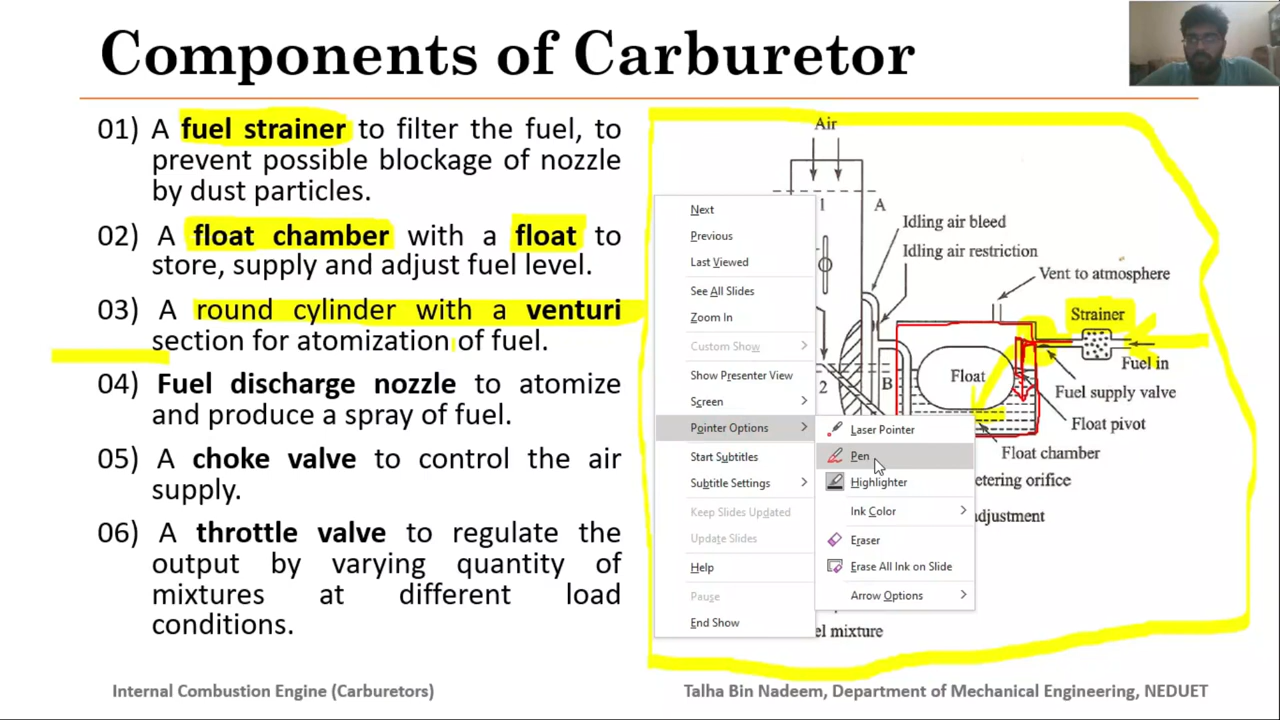 Components of Carburetor
01) A fuel strainer to filter the fuel, to
prevent possible blockage of nozzle
by dust particles.
02) A float chamber with a float to
store, supply and adjust fuel level.
03) A round cylinder with a venturi
section for atomization of fuel.
04) Fuel discharge nozzle to atomize
and produce a spray of fuel.
05) A choke valve to control the air
supply.
06) A throttle valve to regulate the
output by varying quantity of
mixtures at different load
conditions.
Air
1
A
Idling air bleed
Idling air restriction
Vent to atmosphere
Strainer
Fuel in
Float
2
B
Fuel supply valve
Float pivot
Float chamber
etering orifice
adjustment
el mixture
Next
Previous
Last Viewed
See All Slides
Zoom In
Custom Show
Show Presenter View
Screen
Pointer Options
Start Subtitles
Subtitle Settings
Keep Slides Updated
Update Slides
Help
Pause
End Show
Laser Pointer
Pen
Highlighter
Ink Color
Eraser
Erase All Ink on Slide
Arrow Options
Internal Combustion Engine (Carburetors)
Talha Bin Nadeem, Department of Mechanical Engineering, NEDUET